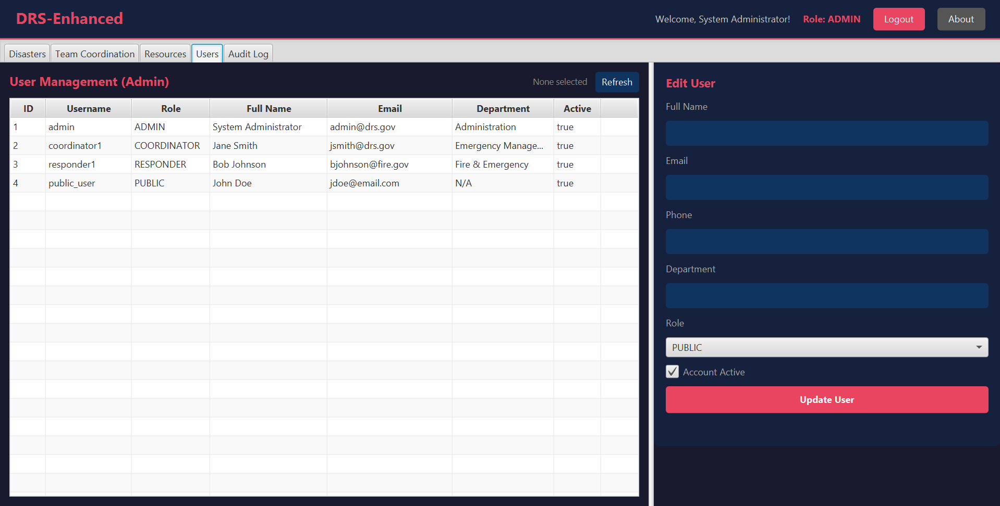 DRS-Enhanced
Welcome, System Administrator! Role: ADMIN Logout About
Disasters Team Coordination Resources Users Audit Log
User Management (Admin) None selected Refresh
ID Username Role Full Name Email Department Active
1 admin ADMIN System Administrator admin@drs.gov Administration true
2 coordinator1 COORDINATOR Jane Smith jsmith@drs.gov Emergency Manage... true
3 responder1 RESPONDER Bob Johnson bjohnson@fire.gov Fire & Emergency true
4 public_user PUBLIC John Doe jdoe@email.com N/A true
Edit User
Full Name
Email
Phone
Department
Role
PUBLIC
Account Active
Update User